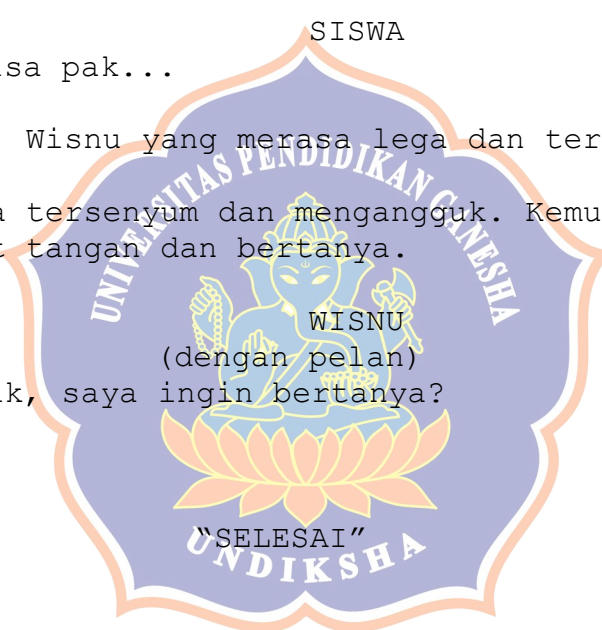 SISWA
sa pak...
Wisnu yang merasa lega dan ter
UNIVERSITAS PENDIDIKAN GANESHA
tersenyum dan mengangguk. Kemu
tangan dan bertanya.
WISNU
(dengan pelan)
k, saya ingin bertanya?
“SELESAI”
UNDIKSHA